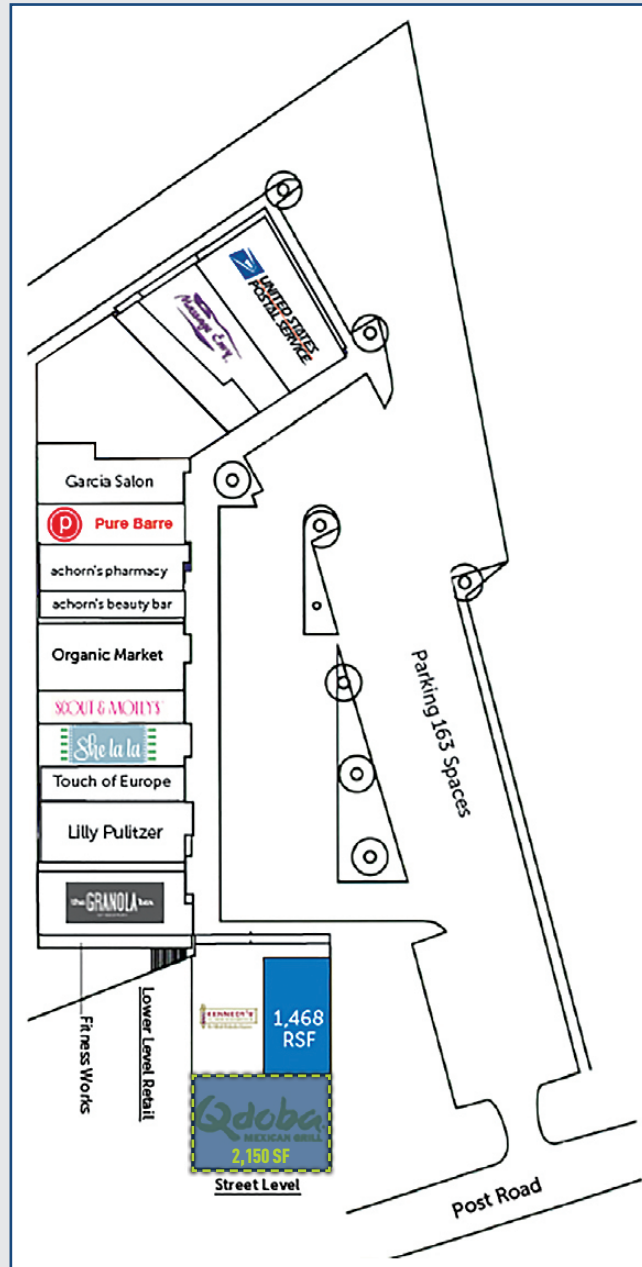 UNITED STATES
POSTAL SERVICE
Massage Envy
Garcia Salon
P Pure Barre
achorn's pharmacy
achorn's beauty bar
Organic Market
SCOUT & MOLLY'S
She la la
Touch of Europe
Lilly Pulitzer
the GRANOLA bar
Parking 163 Spaces
Fitness Works
Lower Level Retail
KENNEDY'S
1,468
RSF
Qdoba
MEXICAN GRILL
2,150 SF
Street Level
Post Road